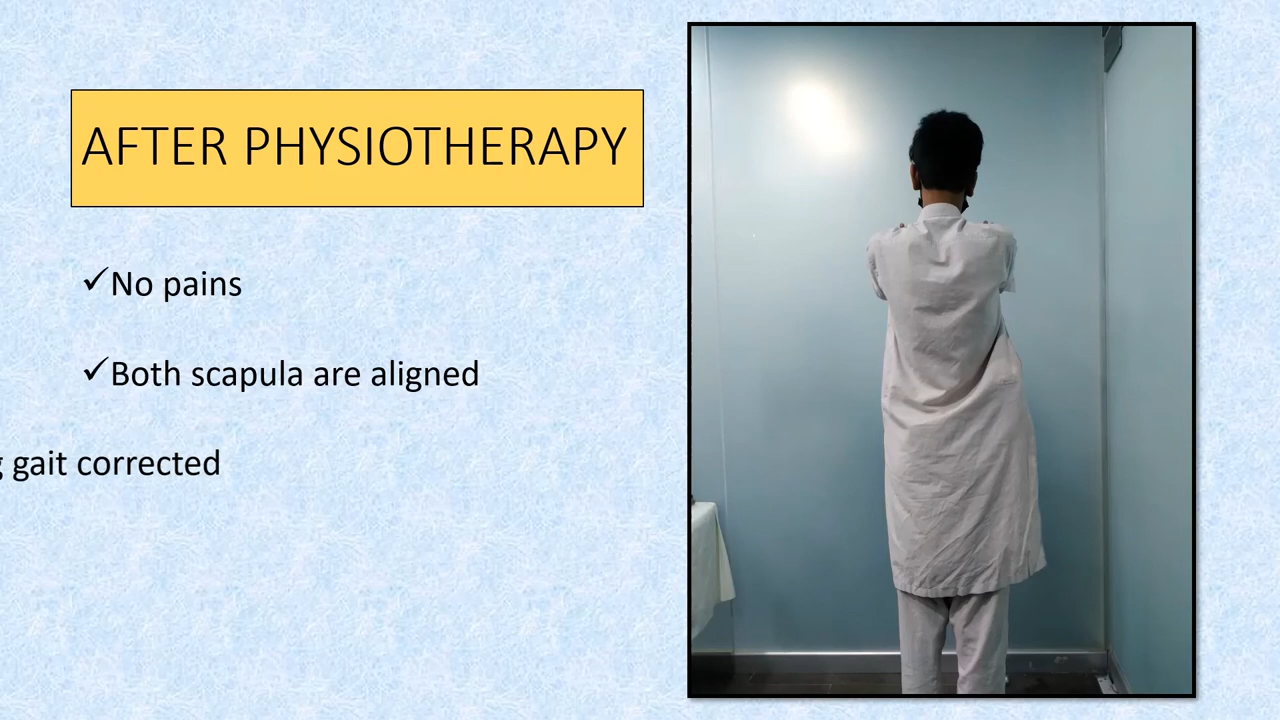 AFTER PHYSIOTHERAPY
✓No pains
✓Both scapula are aligned
gait corrected